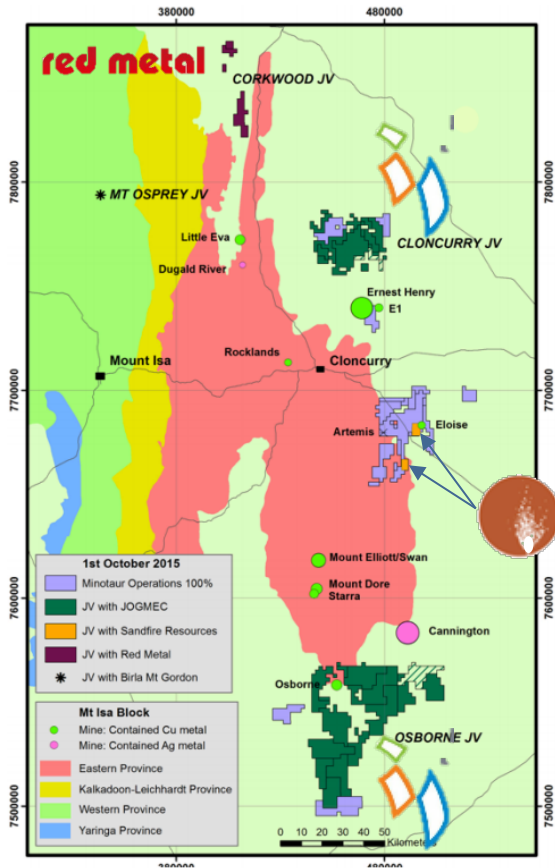 380000
480000
red metal
CORKWOOD JV
7800000
7800000
MT OSPREY JV
Little Eva
CLONCURRY JV
Dugald River
Ernest Henry
E1
Mount Isa
Rocklands
Cloncurry
7700000
7700000
Artemis
Eloise
1st October 2015
Minotaur Operations 100%
JV with JOGMEC
JV with Sandfire Resources
JV with Red Metal
JV with Birla Mt Gordon
Mount Elliott/Swan
Mount Dore
Starra
7600000
7600000
Cannington
Osborne
Mt Isa Block
Mine: Contained Cu metal
Mine: Contained Ag metal
Eastern Province
Kalkadoon-Leichhardt Province
Western Province
Yaringa Province
OSBORNE JV
7500000
7500000
0 10 20 30 40 50
Kilometers
380000
480000